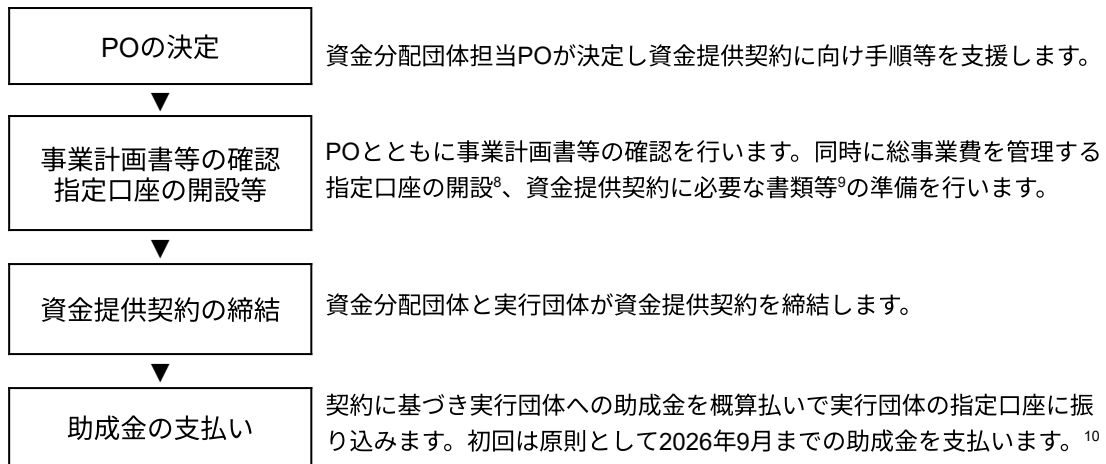 POの決定
資金分配団体担当POが決定し資金提供契約に向け手順等を支援します。
▼
事業計画書等の確認
指定口座の開設等
POとともに事業計画書等の確認を行います。同時に総事業費を管理する
指定口座の開設⁸、資金提供契約に必要な書類等⁹の準備を行います。
▼
資金提供契約の締結
資金分配団体と実行団体が資金提供契約を締結します。
▼
助成金の支払い
契約に基づき実行団体への助成金を概算払いで実行団体の指定口座に振
り込みます。初回は原則として2026年9月までの助成金を支払います。¹⁰